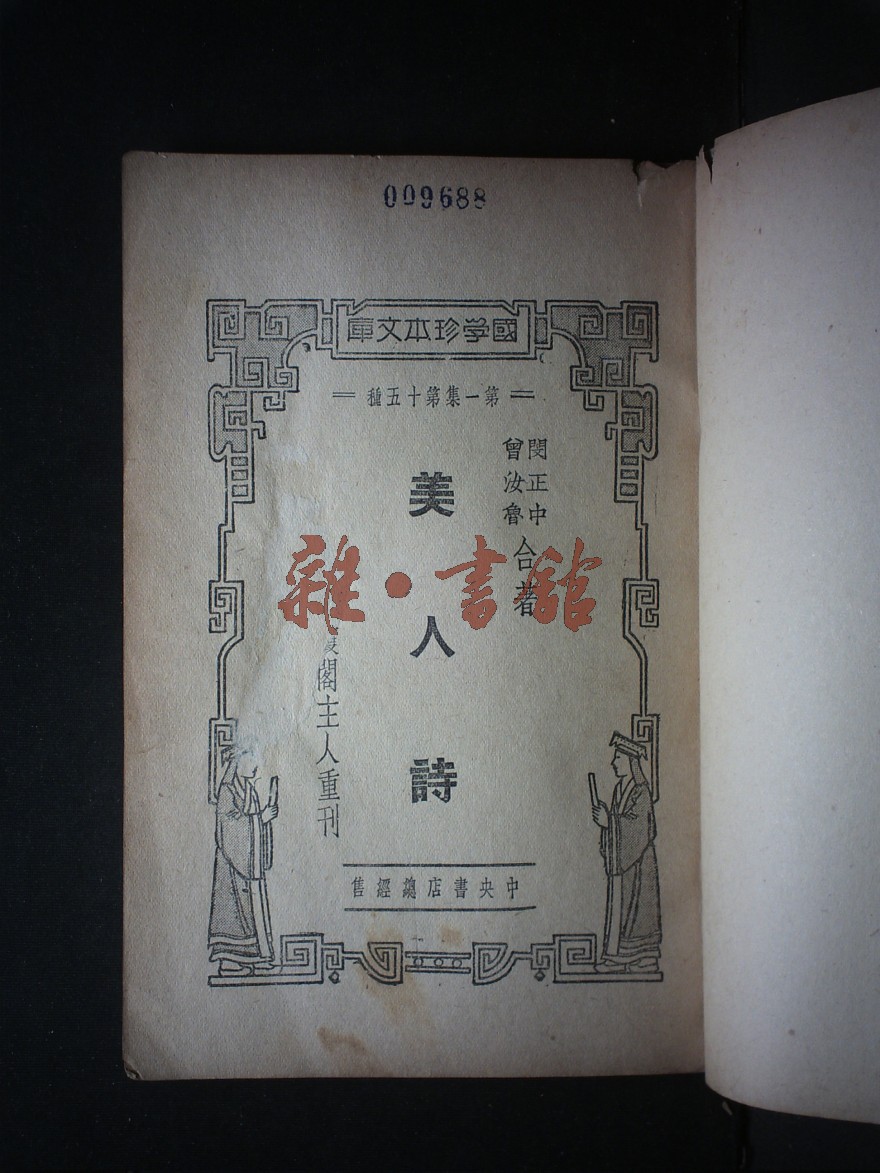 009688
國學珍本文庫
第一集第十五種
閔正中
曾汝魯
合著
美人詩
閣主人重刊
中央書店總經售
雜·書館